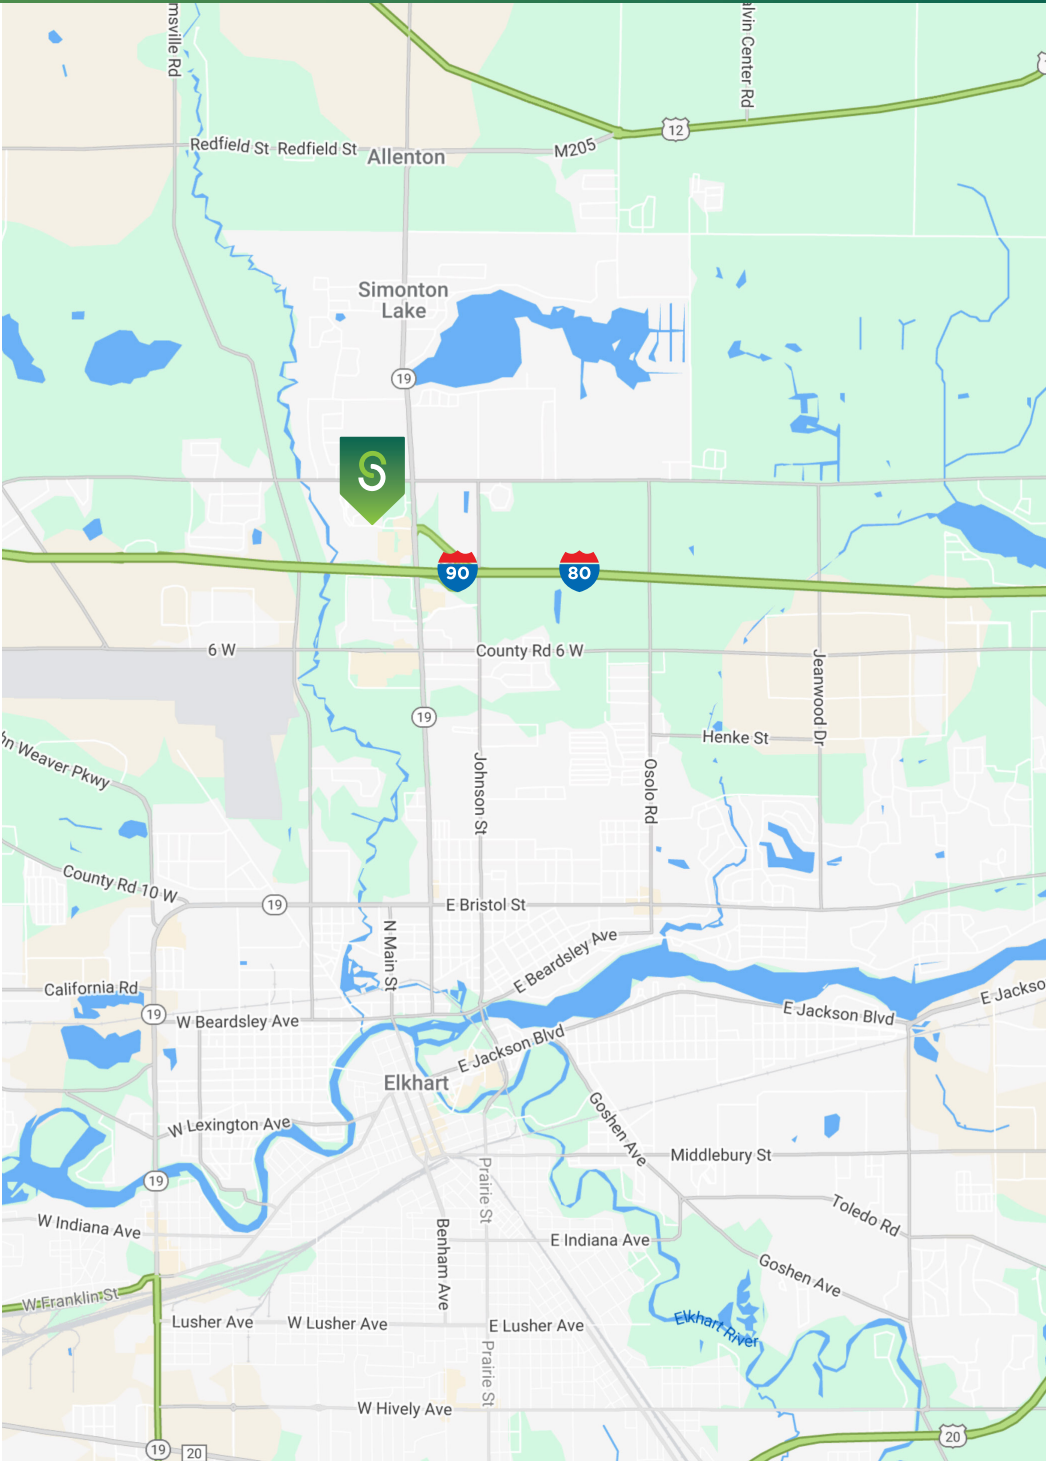 msville Rd
alvin Center Rd
12
Redfield St
Redfield St
Allenton
M205
Simonton
Lake
19
S
90
80
6 W
County Rd 6 W
Jeanwood Dr
19
Henke St
hn Weaver Pkwy
Johnson St
Osolo Rd
County Rd 10 W
19
E Bristol St
N Main St
E Beardsley Ave
California Rd
19
W Beardsley Ave
E Jackson Blvd
E Jackso
E Jackson Blvd
Elkhart
Goshen Ave
W Lexington Ave
Middlebury St
19
Prairie St
Toledo Rd
W Indiana Ave
Benham Ave
E Indiana Ave
Goshen Ave
W Franklin St
Lusher Ave
W Lusher Ave
E Lusher Ave
Elkhart River
Prairie St
W Hively Ave
19
20
20